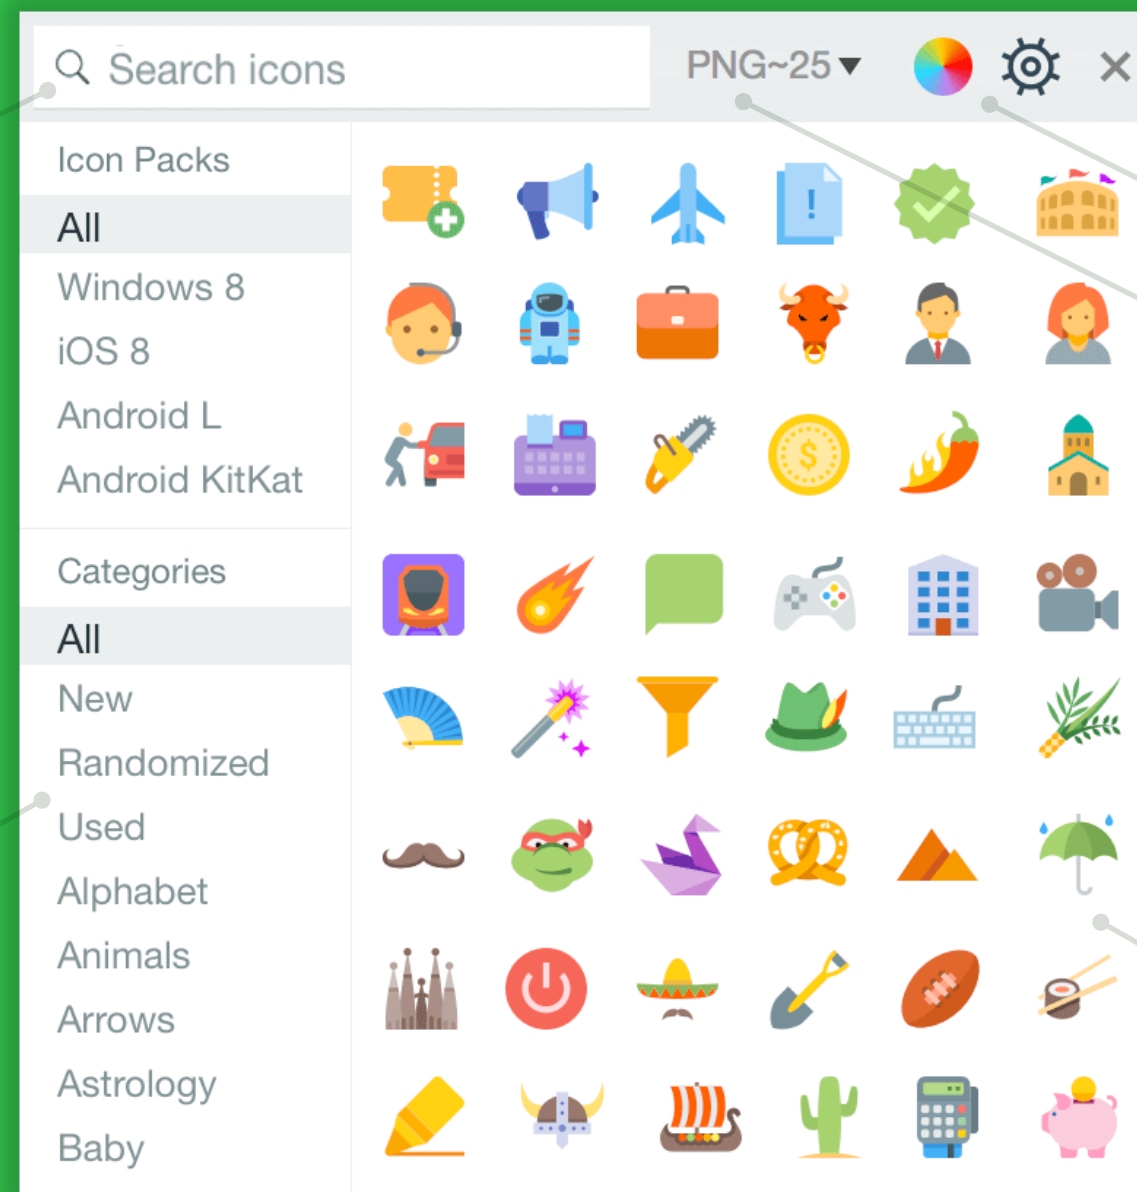 Search icons
PNG~25▼
Icon Packs
All
Windows 8
iOS 8
Android L
Android KitKat
Categories
All
New
Randomized
Used
Alphabet
Animals
Arrows
Astrology
Baby
!
$